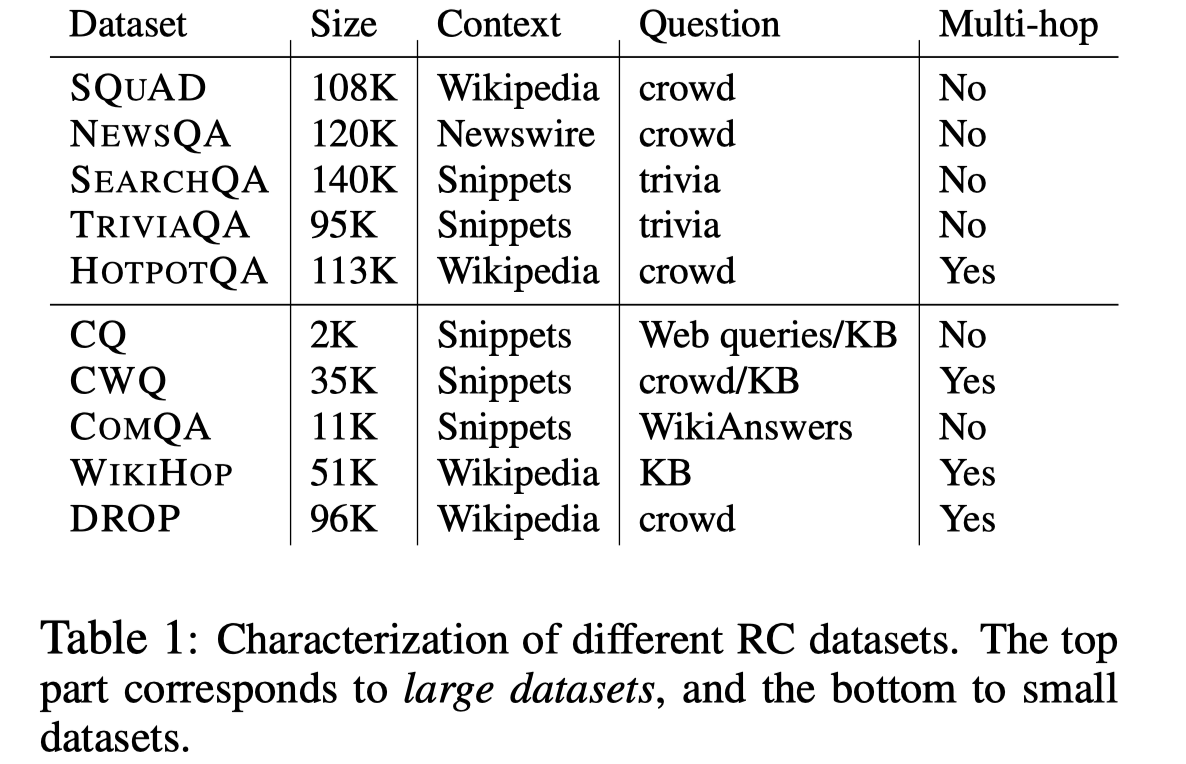 Dataset Size Context Question Multi-hop
SQUAD 108K Wikipedia crowd No
NEWSQA 120K Newswire crowd No
SEARCHQA 140K Snippets trivia No
TRIVIAQA 95K Snippets trivia No
HOTPOTQA 113K Wikipedia crowd Yes
CQ 2K Snippets Web queries/KB No
CWQ 35K Snippets crowd/KB Yes
COMQA 11K Snippets WikiAnswers No
WIKIHOP 51K Wikipedia KB Yes
DROP 96K Wikipedia crowd Yes
Table 1: Characterization of different RC datasets. The top
part corresponds to large datasets, and the bottom to small
datasets.